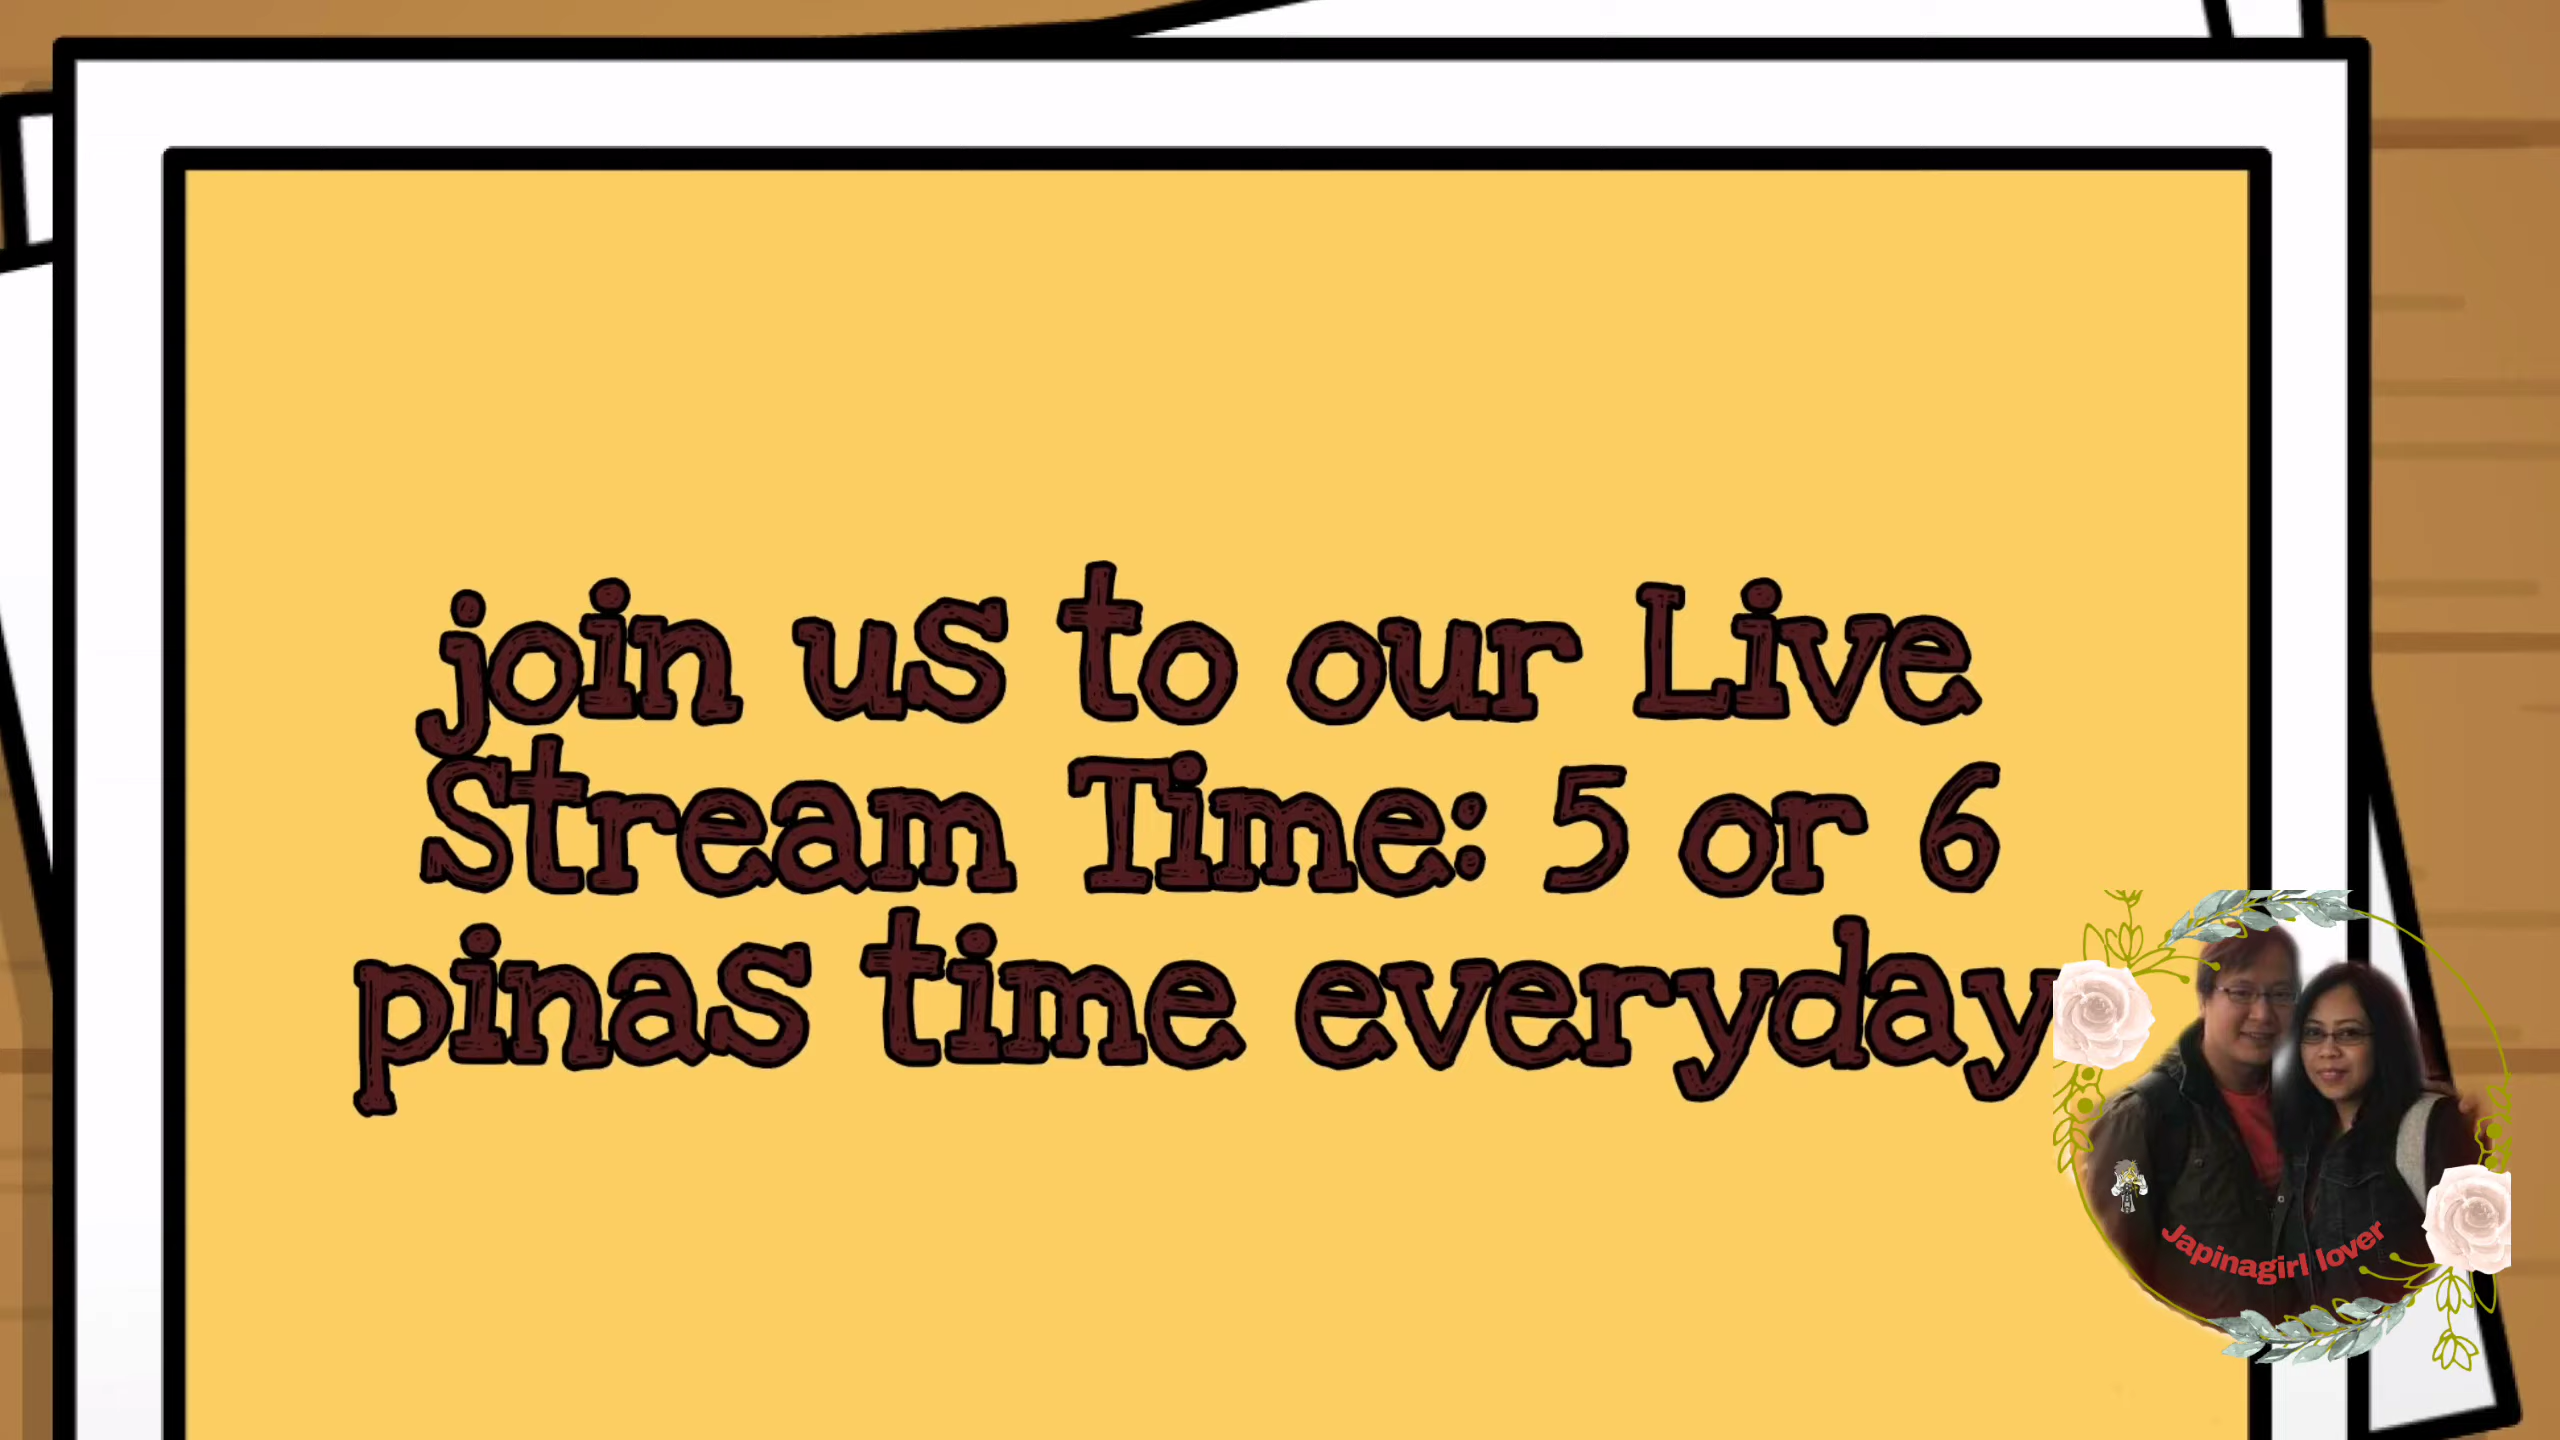 join us to our Live
Stream Time: 5 or 6
pinas time everyday
Japinagirl lover